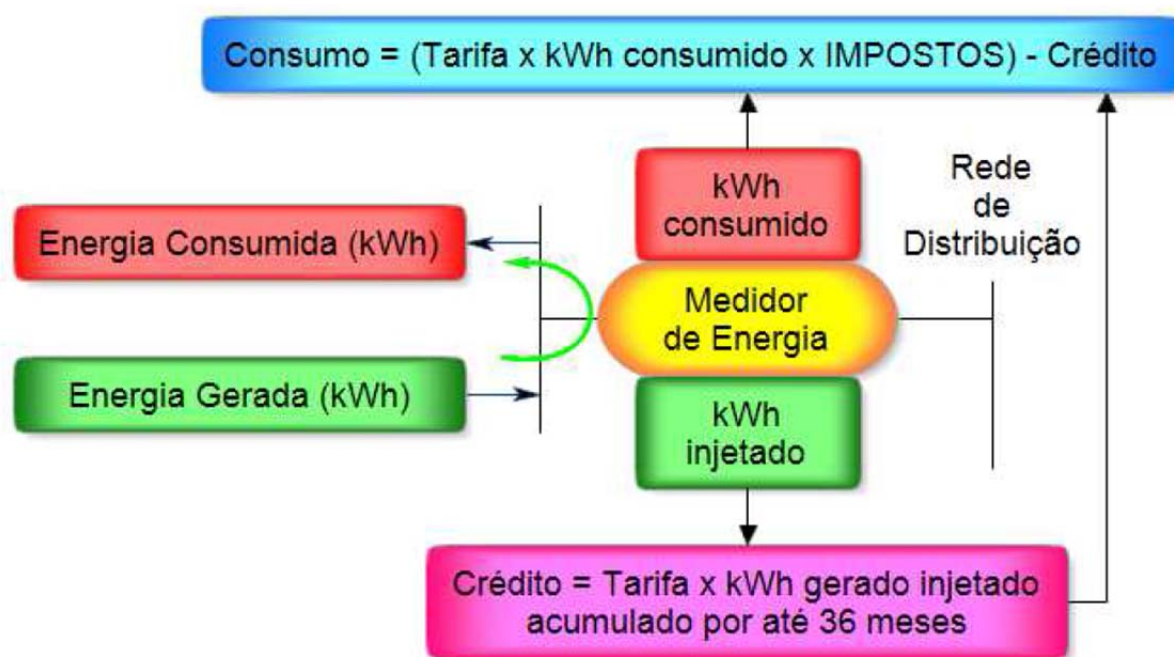 Consumo = (Tarifa x kWh consumido x IMPOSTOS) - Crédito
kWh
consumido
Rede
de
Distribuição
Energia Consumida (kWh)
Medidor
de Energia
Energia Gerada (kWh)
kWh
injetado
Crédito = Tarifa x kWh gerado injetado
acumulado por até 36 meses